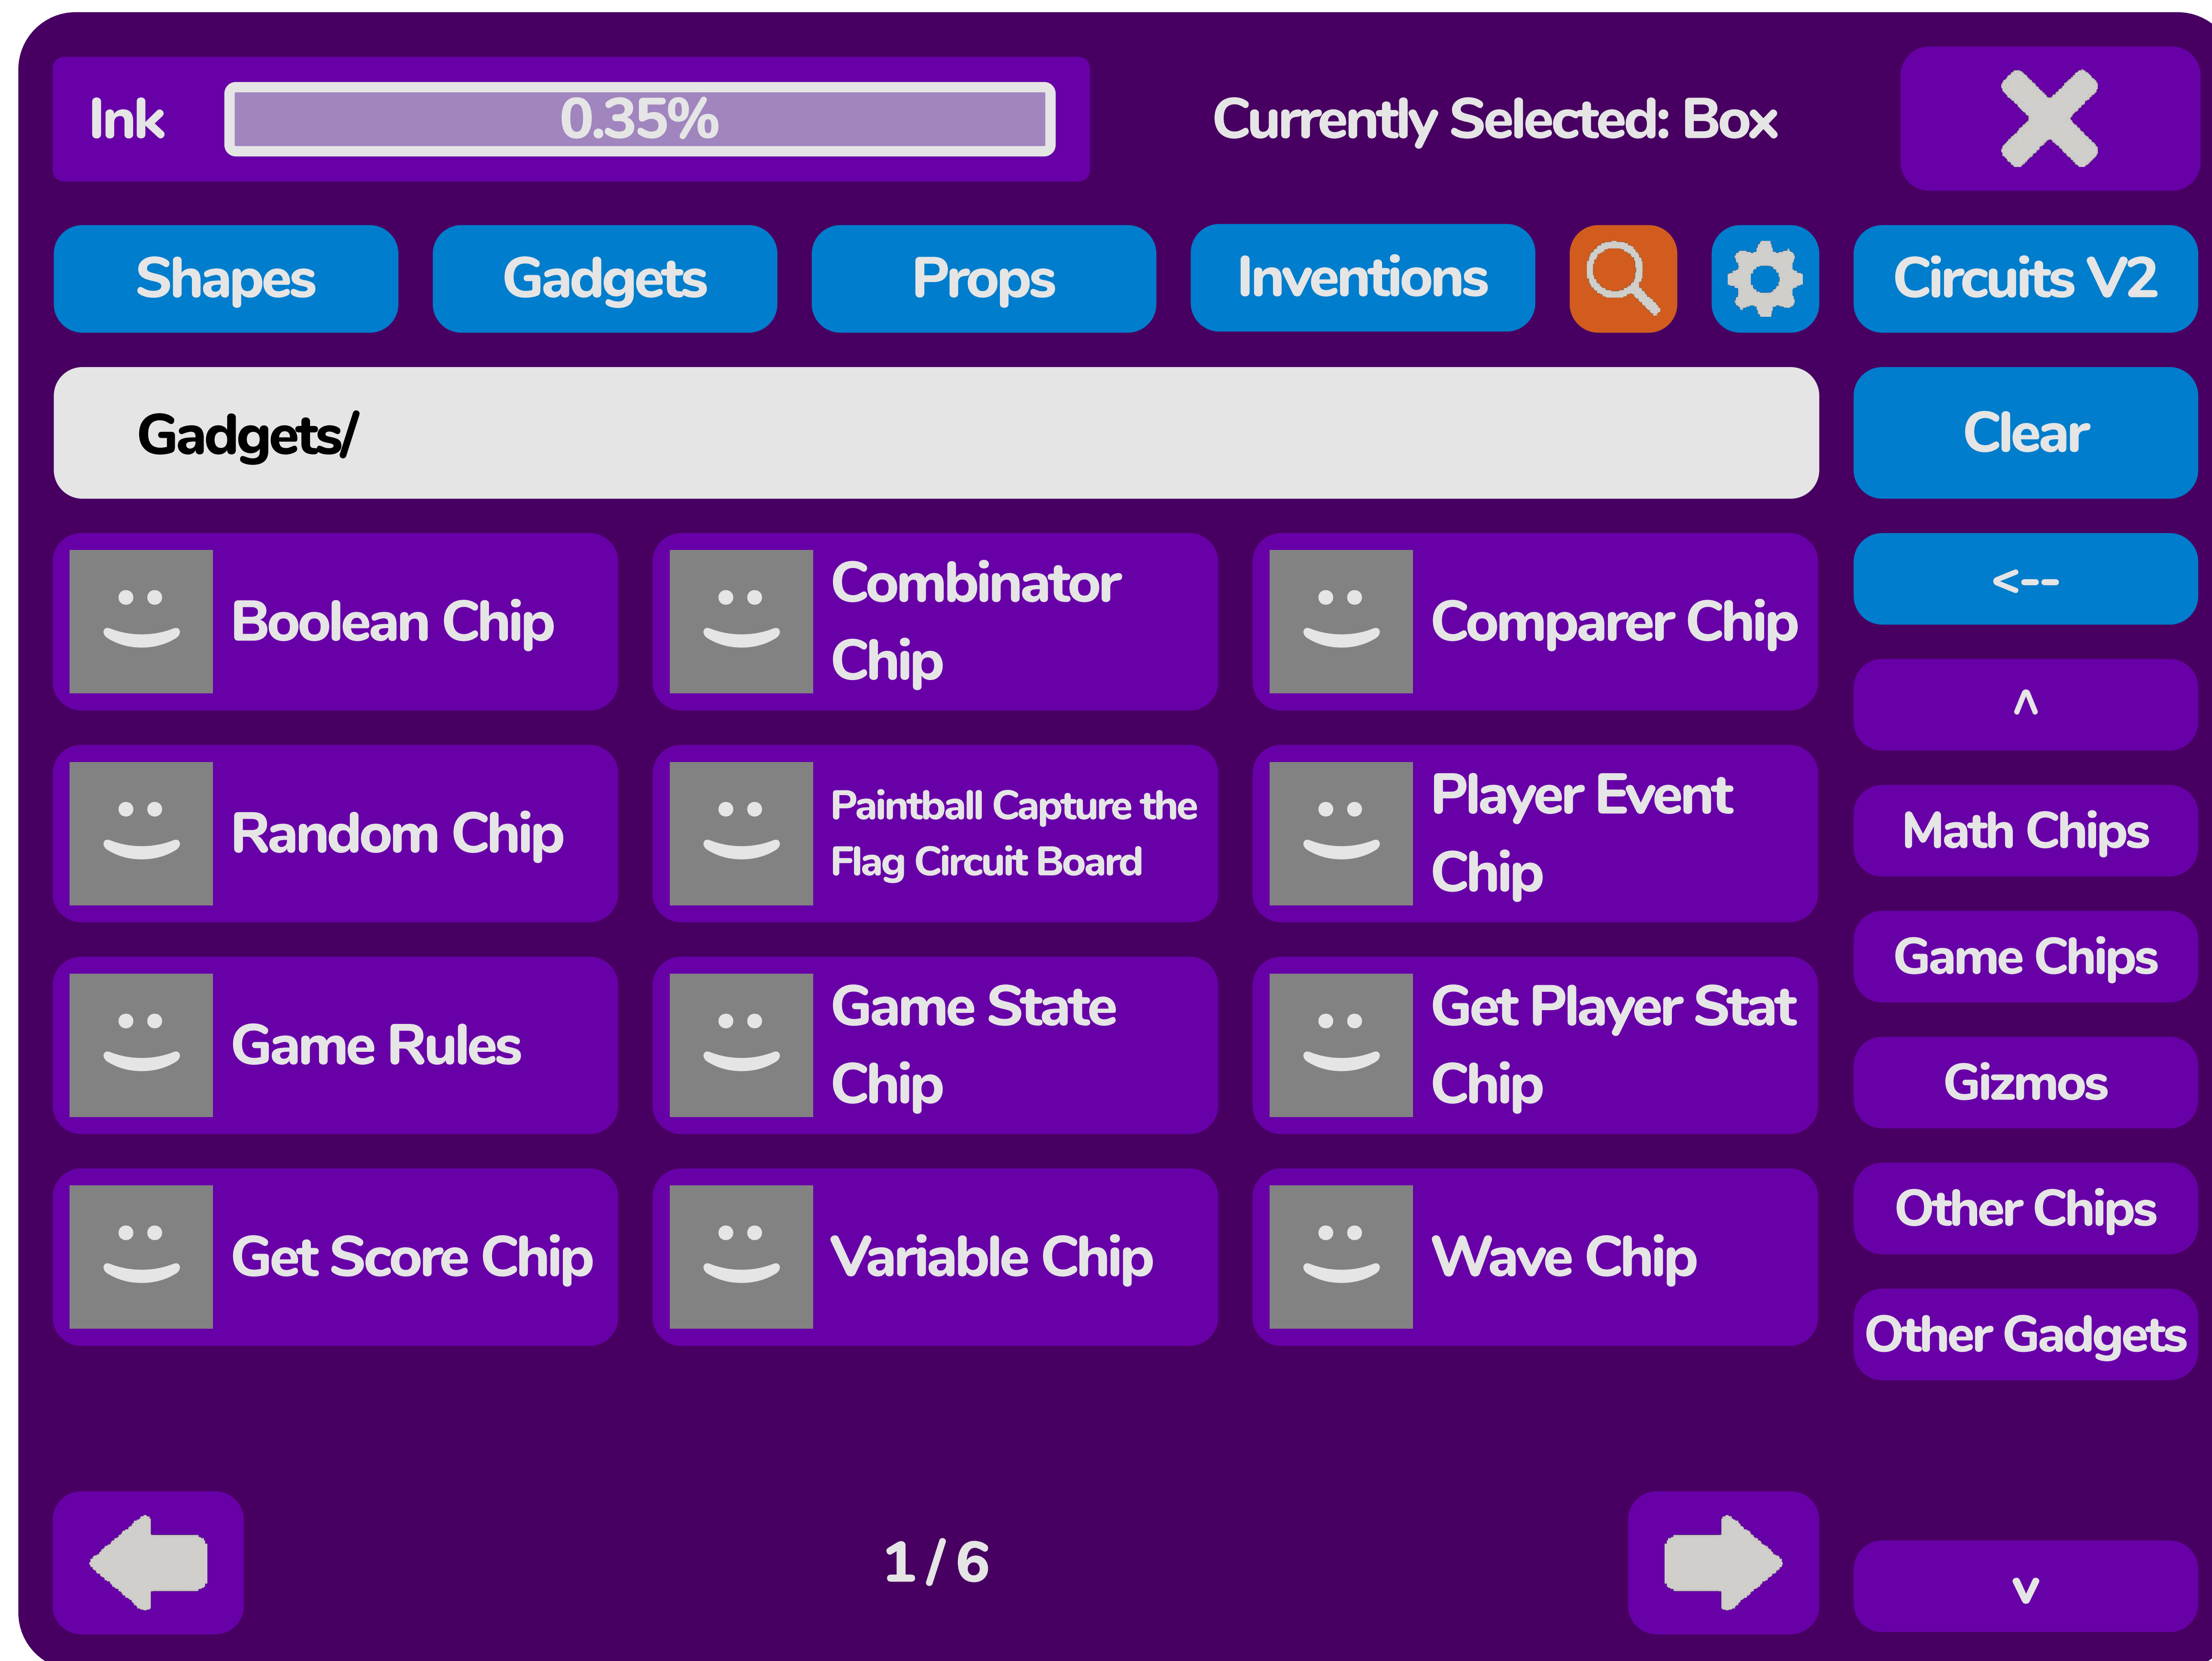 Ink
0.35%
Currently Selected: Box
Shapes
Gadgets
Props
Inventions
Circuits V2
Gadgets/
Clear
<--
Boolean Chip
Combinator
Chip
Comparer Chip
^
Random Chip
Paintball Capture the
Flag Circuit Board
Player Event
Chip
Math Chips
Game Chips
Game Rules
Game State
Chip
Get Player Stat
Chip
Gizmos
Get Score Chip
Variable Chip
Wave Chip
Other Chips
Other Gadgets
1/6
v